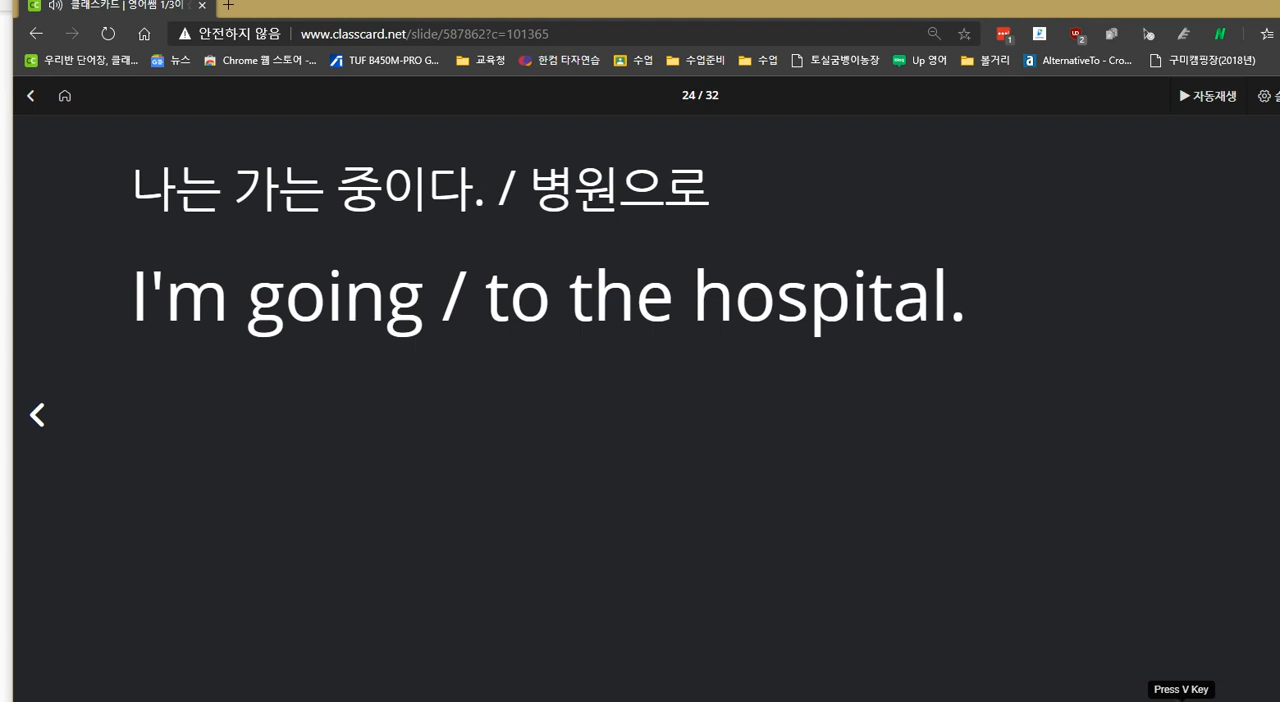 클래스카드 | 영어쌤 1/3이
안전하지 않음 | www.classcard.net/slide/587862?c=101365
우리반 단어장, 클래... 뉴스 Chrome 웹 스토어 -... TUF B450M-PRO G... 교육청 한컴 타자연습 수업 수업준비 수업 토실굼뱅이농장 Up 영어 볼거리 AlternativeTo - Cro... 구미캠핑장(2018년)
24 / 32
자동재생
나는 가는 중이다. / 병원으로
I'm going / to the hospital.
Press V Key